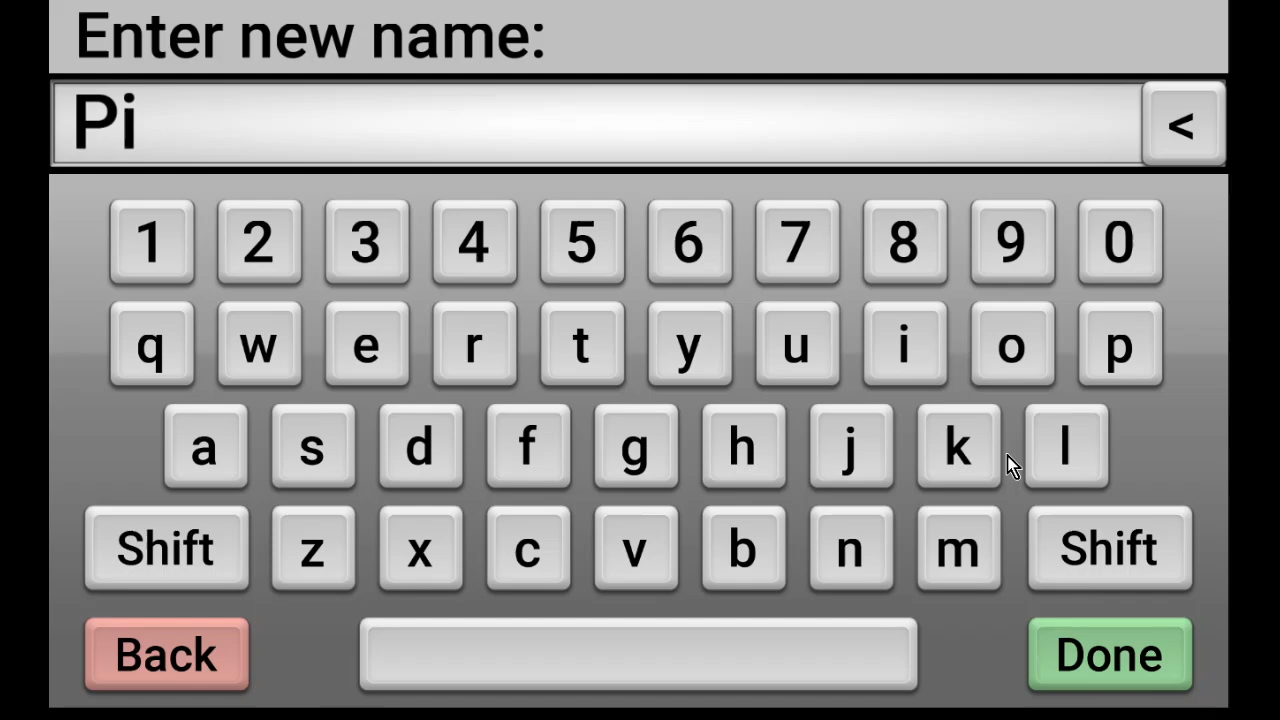 Enter new name:
Pi <
1 2 3 4 5 6 7 8 9 0
q w e r t y u i o p
a s d f g h j k l
Shift z x c v b n m Shift
Back Done